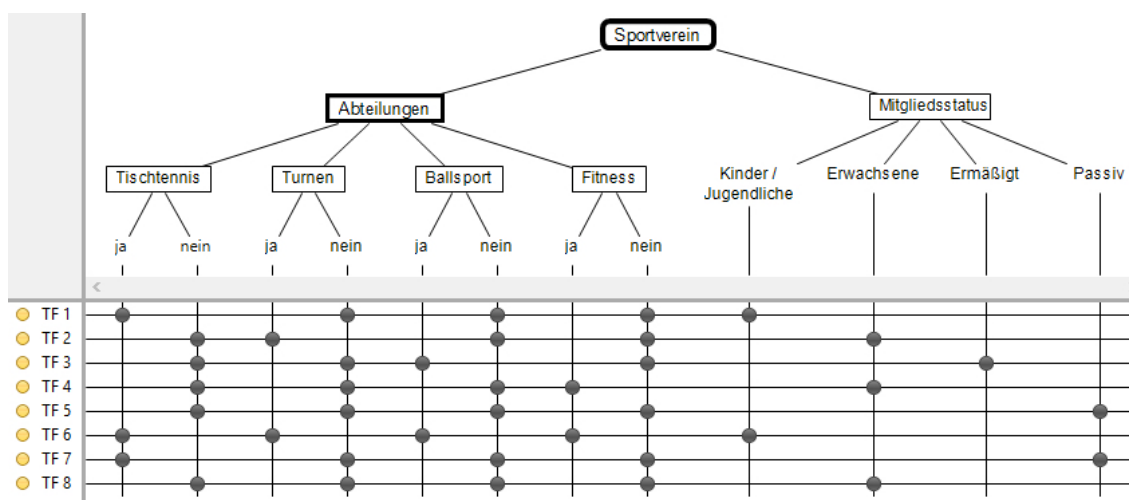 Sportverein
Abteilungen
Mitgliedsstatus
Tischtennis
Turnen
Ballsport
Fitness
Kinder /
Jugendliche
Erwachsene
Ermäßigt
Passiv
ja
nein
ja
nein
ja
nein
ja
nein
TF 1
TF 2
TF 3
TF 4
TF 5
TF 6
TF 7
TF 8